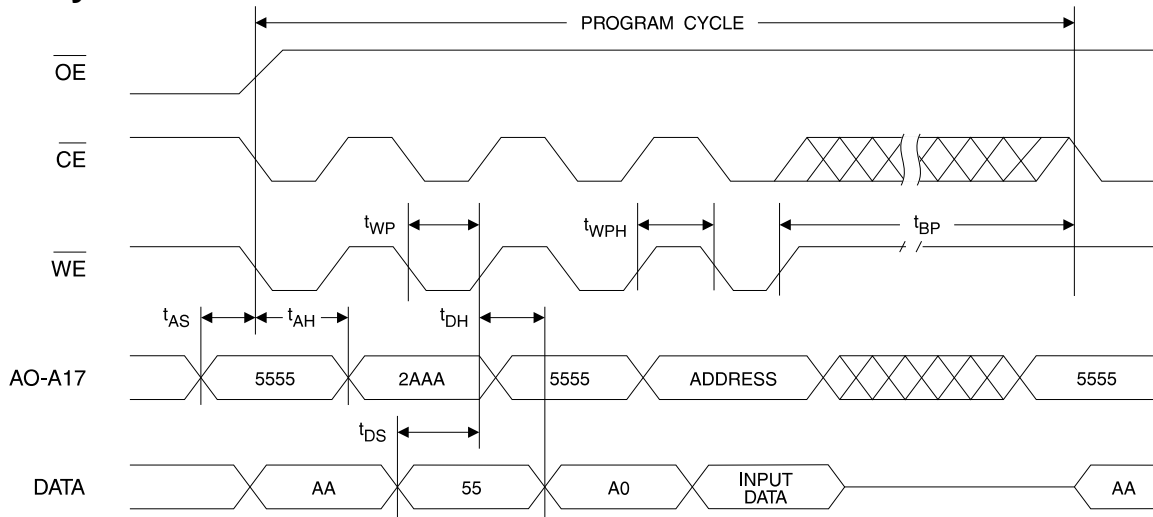 PROGRAM CYCLE
OE
CE
tWP
tWPH
tBP
WE
tAS
tAH
tDH
AO-A17
5555
2AAA
5555
ADDRESS
5555
tDS
DATA
AA
55
A0
INPUT
DATA
AA